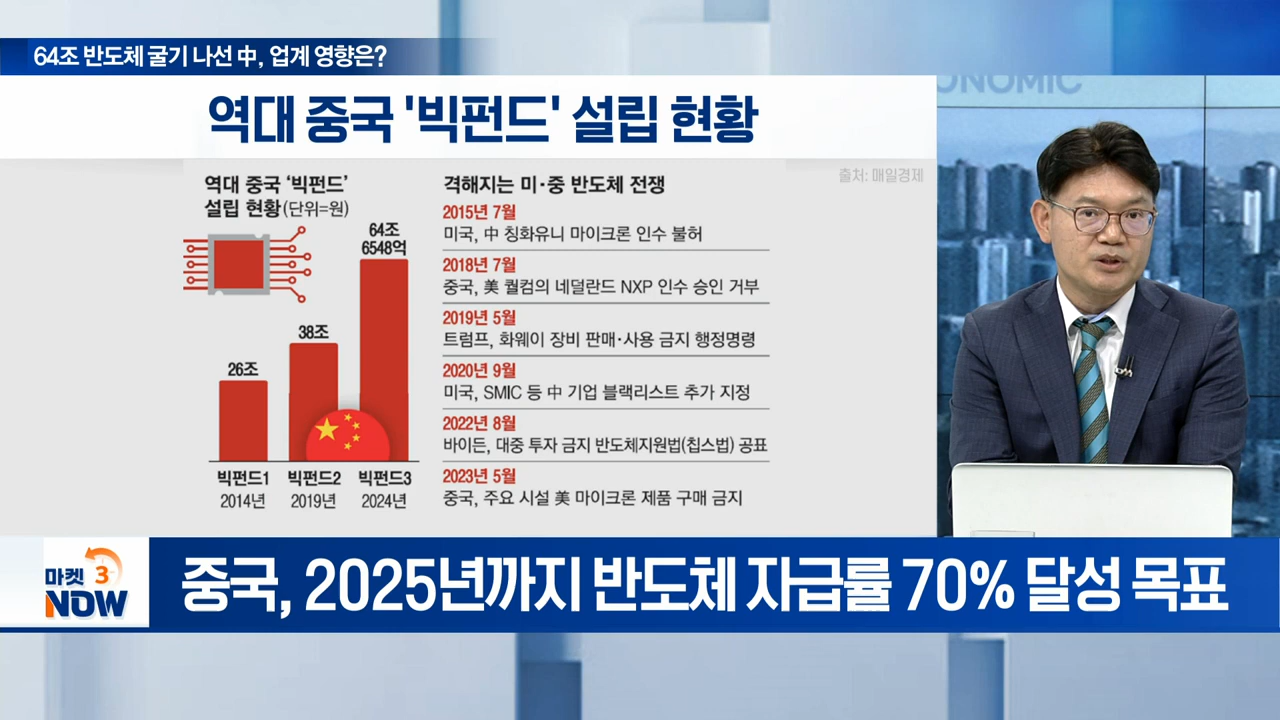 64조 반도체 굴기 나선 中, 업계 영향은?
ONOMIC
역대 중국 '빅펀드' 설립 현황
출처: 매일경제
역대 중국 ‘빅펀드’
설립 현황(단위=원)
64조
6548억
38조
26조
빅펀드1
빅펀드2
빅펀드3
2014년
2019년
2024년
격해지는 미·중 반도체 전쟁
2015년 7월
미국, 中 칭화유니 마이크론 인수 불허
2018년 7월
중국, 美 퀄컴의 네덜란드 NXP 인수 승인 거부
2019년 5월
트럼프, 화웨이 장비 판매·사용 금지 행정명령
2020년 9월
미국, SMIC 등 中 기업 블랙리스트 추가 지정
2022년 8월
바이든, 대중 투자 금지 반도체지원법(칩스법) 공표
2023년 5월
중국, 주요 시설 美 마이크론 제품 구매 금지
마켓 3
NOW
중국, 2025년까지 반도체 자급률 70% 달성 목표